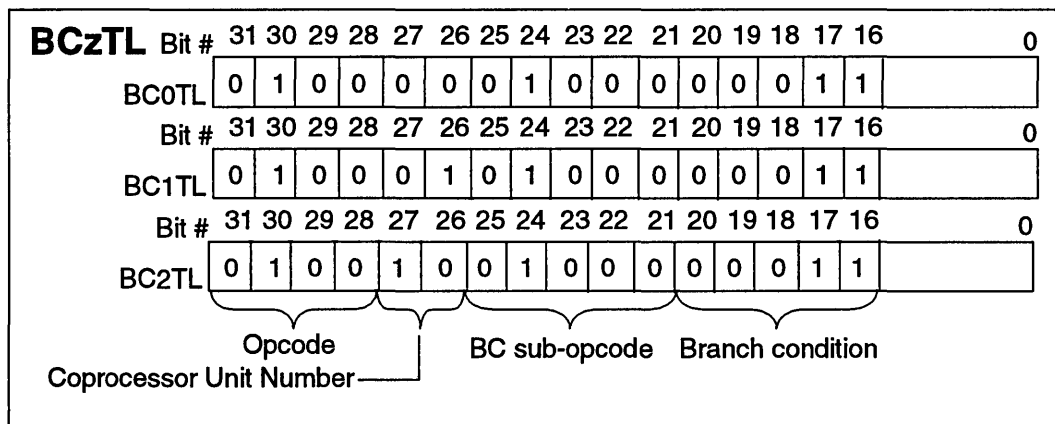 BCzTL Bit # 31 30 29 28 27 26 25 24 23 22 21 20 19 18 17 16 0
BC0TL 0 1 0 0 0 0 0 1 0 0 0 0 0 0 1 1
Bit # 31 30 29 28 27 26 25 24 23 22 21 20 19 18 17 16 0
BC1TL 0 1 0 0 0 1 0 1 0 0 0 0 0 0 1 1
Bit # 31 30 29 28 27 26 25 24 23 22 21 20 19 18 17 16 0
BC2TL 0 1 0 0 1 0 0 1 0 0 0 0 0 0 1 1
Opcode BC sub-opcode Branch condition
Coprocessor Unit Number